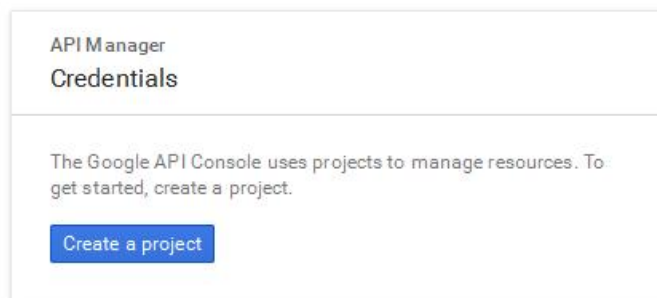 API Manager
Credentials
The Google API Console uses projects to manage resources. To
get started, create a project.
Create a project